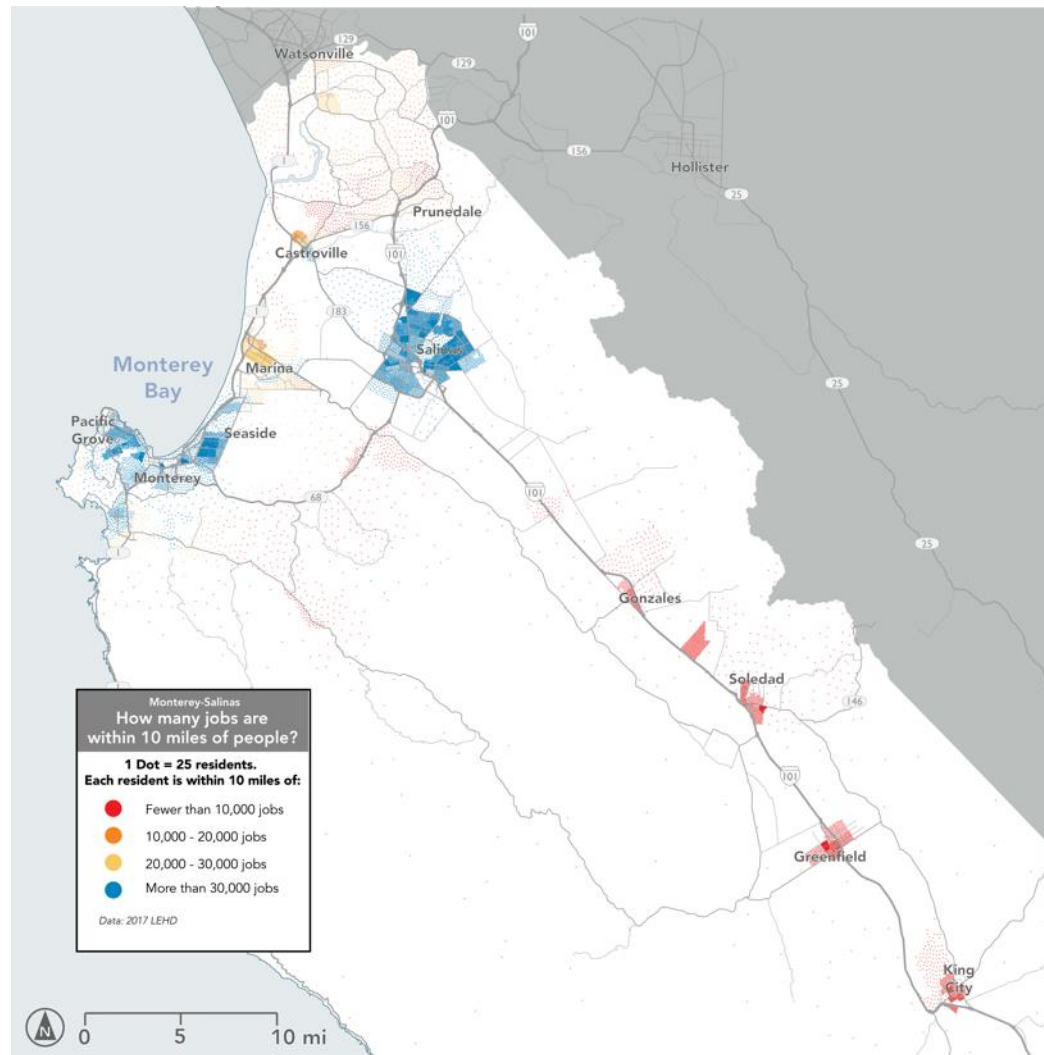 129
101
Watsonville
129
101
156
Hollister
1
25
Prunedale
156
Castroville
101
1
183
Salinas
Marina
Monterey
Bay
25
Pacific
Grove
Seaside
Monterey
68
101
25
1
Gonzales
Soledad
146
101
Greenfield
King
City
Monterey-Salinas
How many jobs are
within 10 miles of people?
1 Dot = 25 residents.
Each resident is within 10 miles of:
Fewer than 10,000 jobs
10,000 - 20,000 jobs
20,000 - 30,000 jobs
More than 30,000 jobs
Data: 2017 LEHD
N
0 5 10 mi